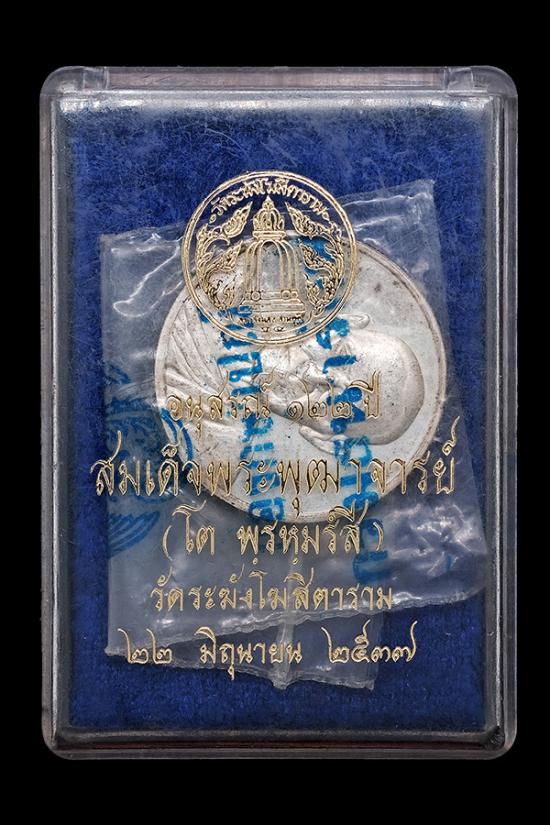 วัดระฆังโฆสิตาราม
อนุสรณ์ ๑๒๒ ปี
สมเด็จพระพุฒาจารย์
(โต พฺรหฺมรํสี)
วัดระฆังโฆสิตาราม
๒๒ มิถุนายน ๒๕๓๗